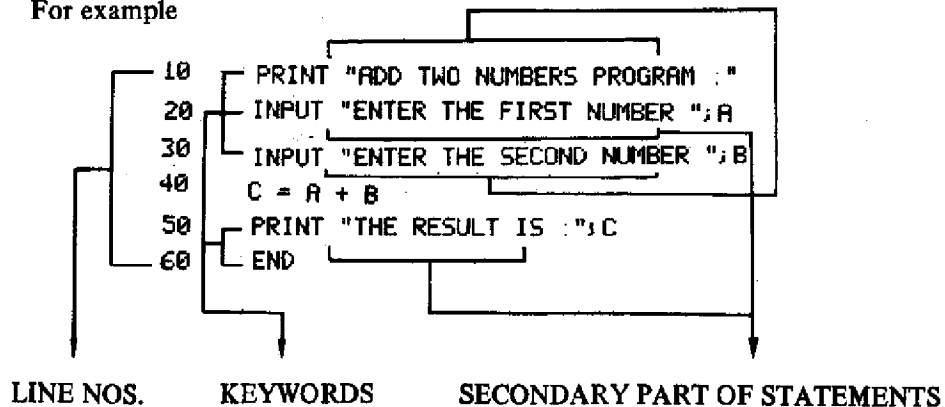 For example
10 PRINT "ADD TWO NUMBERS PROGRAM :"
20 INPUT "ENTER THE FIRST NUMBER ";A
30 INPUT "ENTER THE SECOND NUMBER ";B
40 C = A + B
50 PRINT "THE RESULT IS :";C
60 END
LINE NOS. KEYWORDS SECONDARY PART OF STATEMENTS